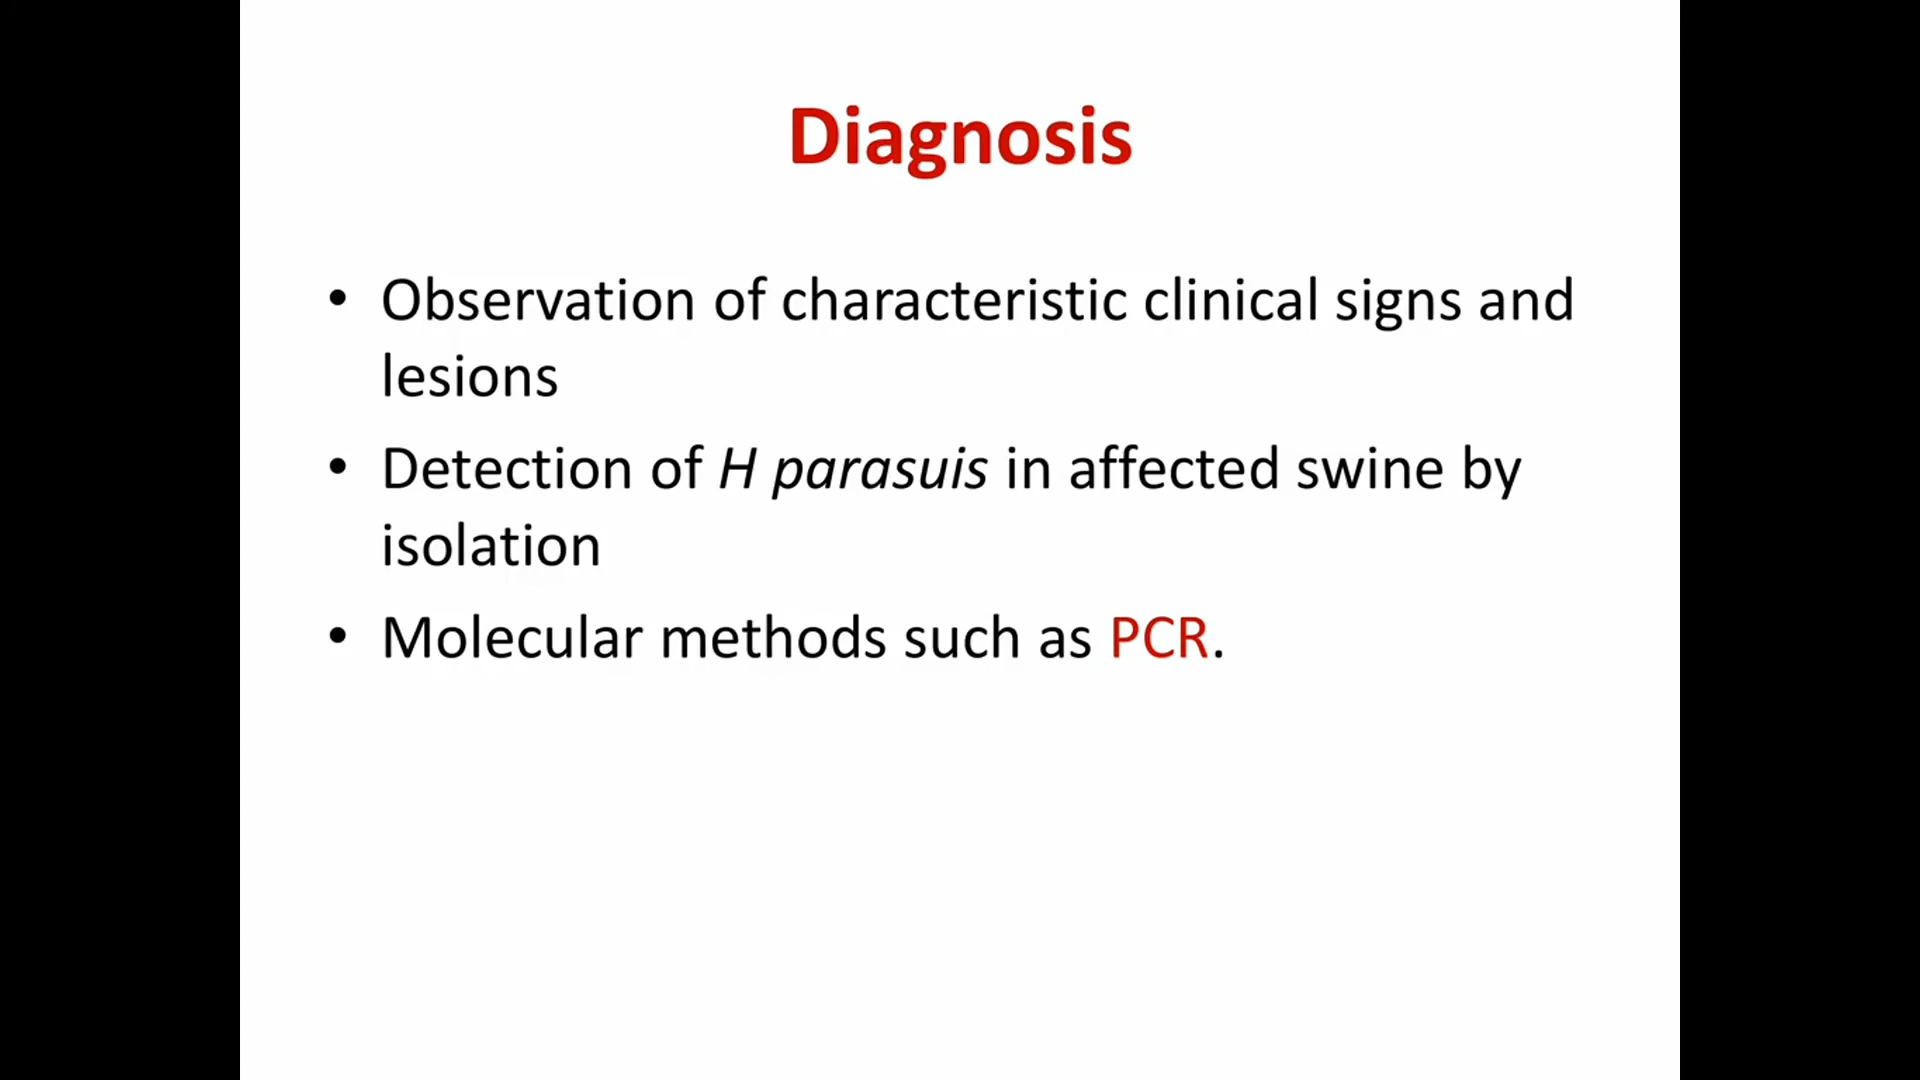 Diagnosis
• Observation of characteristic clinical signs and
lesions
• Detection of H parasuis in affected swine by
isolation
• Molecular methods such as PCR.